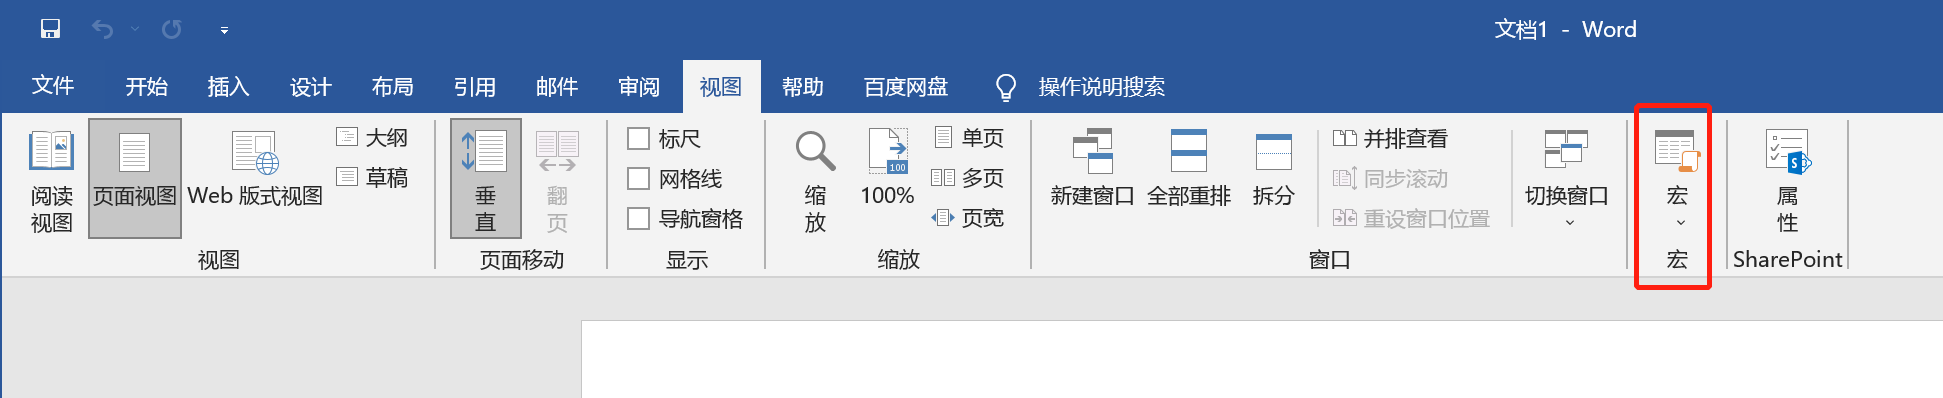 文档1 - Word
文件 开始 插入 设计 布局 引用 邮件 审阅 视图 帮助 百度网盘 操作说明搜索
阅读
视图
页面视图
Web 版式视图
大纲
草稿
视图
垂
直
翻
页
页面移动
标尺
网格线
导航窗格
显示
缩
放
100
100%
单页
多页
页宽
缩放
新建窗口
全部重排
拆分
并排查看
同步滚动
重设窗口位置
切换窗口
窗口
宏
宏
S
属
性
SharePoint